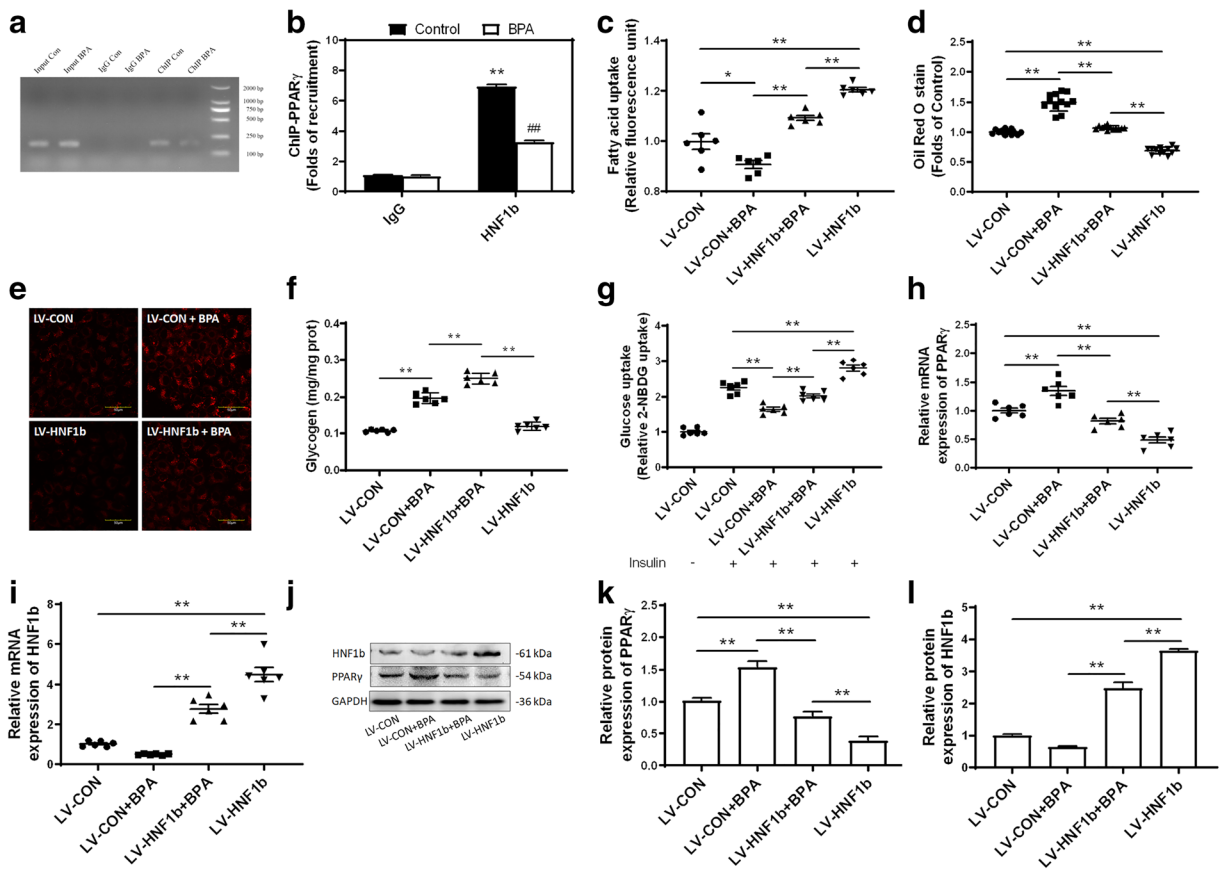 a
Input Con
Input BPA
IgG Con
IgG BPA
ChIP Con
ChIP BPA
2000 bp
1000 bp
750 bp
500 bp
250 bp
100 bp
b
Control
BPA
ChIP-PPARγ
(Folds of recruitment)
10
8
6
4
2
0
**
##
IgG
HNF1b
c
Fatty acid uptake
(Relative fluorescence unit)
1.4
1.2
1.0
0.8
**
*
**
**
LV-CON
LV-CON+BPA
LV-HNF1b+BPA
LV-HNF1b
d
Oil Red O stain
(Folds of Control)
2.5
2.0
1.5
1.0
0.5
0.0
**
**
**
**
LV-CON
LV-CON+BPA
LV-HNF1b+BPA
LV-HNF1b
e
LV-CON
LV-CON + BPA
LV-HNF1b
LV-HNF1b + BPA
f
Glycogen (mg/mg prot)
0.4
0.3
0.2
0.1
0.0
**
**
**
LV-CON
LV-CON+BPA
LV-HNF1b+BPA
LV-HNF1b
g
Glucose uptake
(Relative 2-NBDG uptake)
4
3
2
1
0
**
**
**
**
LV-CON
LV-CON
LV-CON+BPA
LV-HNF1b+BPA
LV-HNF1b
Insulin - + + + +
h
Relative mRNA
expression of PPARγ
2.5
2.0
1.5
1.0
0.5
0.0
**
**
**
**
LV-CON
LV-CON+BPA
LV-HNF1b+BPA
LV-HNF1b
i
Relative mRNA
expression of HNF1b
8
6
4
2
0
**
**
**
LV-CON
LV-CON+BPA
LV-HNF1b+BPA
LV-HNF1b
j
HNF1b -61 kDa
PPARγ -54 kDa
GAPDH -36 kDa
LV-CON
LV-CON+BPA
LV-HNF1b+BPA
LV-HNF1b
k
Relative protein
expression of PPARγ
2.5
2.0
1.5
1.0
0.5
0.0
**
**
**
**
LV-CON
LV-CON+BPA
LV-HNF1b+BPA
LV-HNF1b
l
Relative protein
expression of HNF1b
5
4
3
2
1
0
**
**
**
LV-CON
LV-CON+BPA
LV-HNF1b+BPA
LV-HNF1b